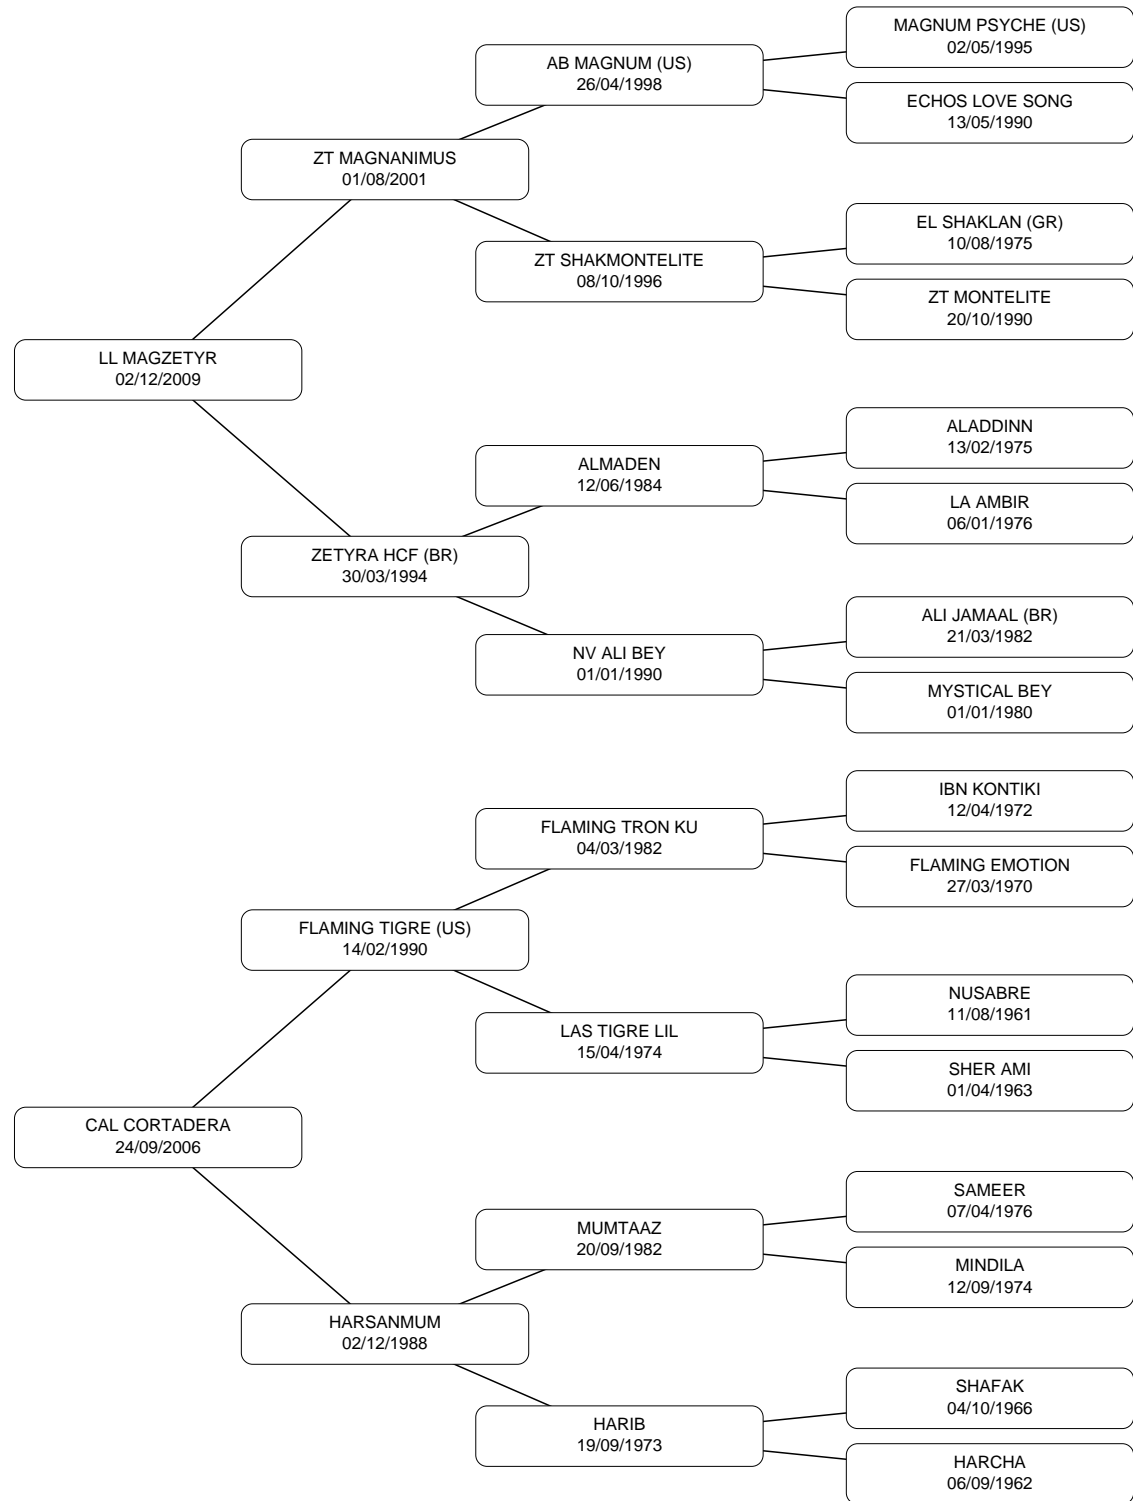 MAGNUM PSYCHE (US)
02/05/1995
AB MAGNUM (US)
26/04/1998
ECHOS LOVE SONG
13/05/1990
ZT MAGNANIMUS
01/08/2001
EL SHAKLAN (GR)
10/08/1975
ZT SHAKMONTELITE
08/10/1996
ZT MONTELITE
20/10/1990
LL MAGZETYR
02/12/2009
ALADDINN
13/02/1975
ALMADEN
12/06/1984
LA AMBIR
06/01/1976
ZETYRA HCF (BR)
30/03/1994
ALI JAMAAL (BR)
21/03/1982
NV ALI BEY
01/01/1990
MYSTICAL BEY
01/01/1980
IBN KONTIKI
12/04/1972
FLAMING TRON KU
04/03/1982
FLAMING EMOTION
27/03/1970
FLAMING TIGRE (US)
14/02/1990
NUSABRE
11/08/1961
LAS TIGRE LIL
15/04/1974
SHER AMI
01/04/1963
CAL CORTADERA
24/09/2006
SAMEER
07/04/1976
MUMTAAZ
20/09/1982
MINDILA
12/09/1974
HARSANMUM
02/12/1988
SHAFAK
04/10/1966
HARIB
19/09/1973
HARCHA
06/09/1962